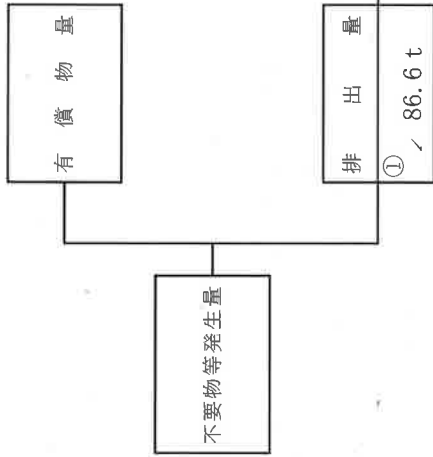 有償物量
不要物等発生量
排出量
①
86.6 t